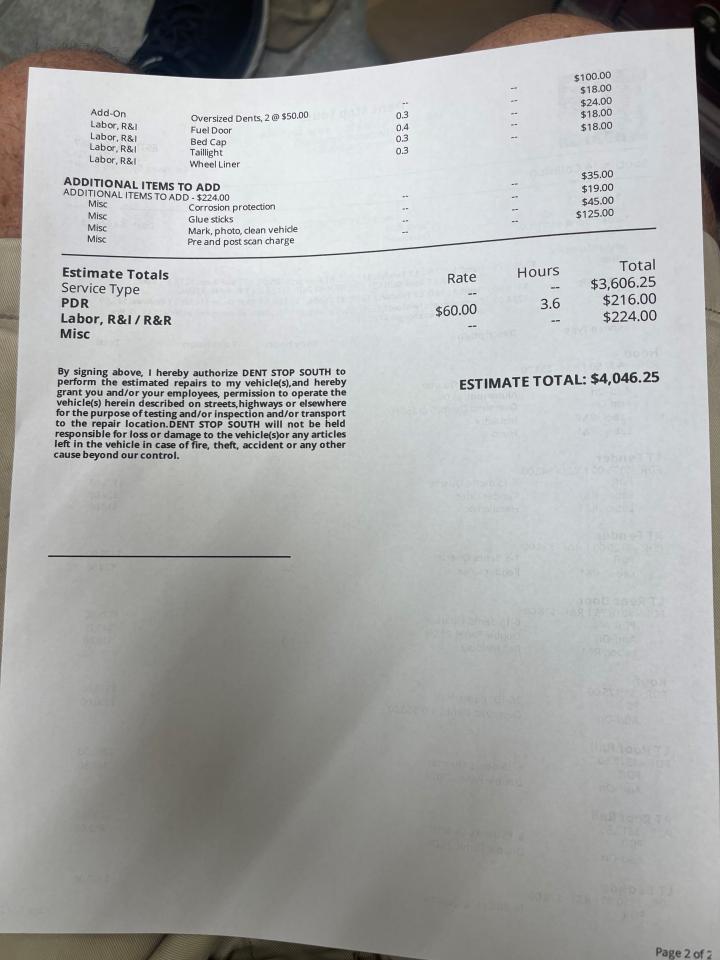 Add-On Oversized Dents, 2 @ $50.00 -- -- $100.00
Labor, R&I Fuel Door 0.3 -- $18.00
Labor, R&I Bed Cap 0.4 -- $24.00
Labor, R&I Taillight 0.3 -- $18.00
Labor, R&I Wheel Liner 0.3 -- $18.00
ADDITIONAL ITEMS TO ADD
ADDITIONAL ITEMS TO ADD - $224.00
Misc Corrosion protection -- -- $35.00
Misc Glue sticks -- -- $19.00
Misc Mark, photo, clean vehicle -- -- $45.00
Misc Pre and post scan charge -- -- $125.00
Estimate Totals
Service Type Rate Hours Total
PDR -- -- $3,606.25
Labor, R&I / R&R $60.00 3.6 $216.00
Misc -- -- $224.00
By signing above, I hereby authorize DENT STOP SOUTH to
perform the estimated repairs to my vehicle(s),and hereby
grant you and/or your employees, permission to operate the
vehicle(s) herein described on streets,highways or elsewhere
for the purpose of testing and/or inspection and/or transport
to the repair location.DENT STOP SOUTH will not be held
responsible for loss or damage to the vehicle(s)or any articles
left in the vehicle in case of fire, theft, accident or any other
cause beyond our control.
ESTIMATE TOTAL: $4,046.25
Page 2 of 2